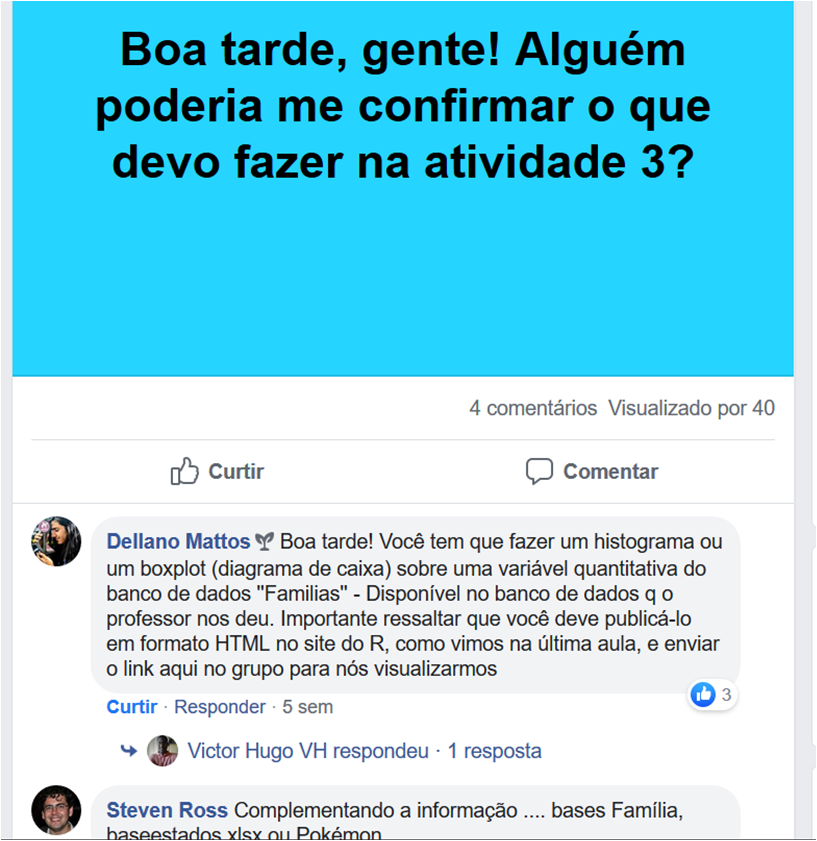 Boa tarde, gente! Alguém
poderia me confirmar o que
devo fazer na atividade 3?
4 comentários Visualizado por 40
Curtir Comentar
Dellano Mattos Boa tarde! Você tem que fazer um histograma ou
um boxplot (diagrama de caixa) sobre uma variável quantitativa do
banco de dados "Familias" - Disponível no banco de dados q o
professor nos deu. Importante ressaltar que você deve publicá-lo
em formato HTML no site do R, como vimos na última aula, e enviar
o link aqui no grupo para nós visualizarmos
3
Curtir · Responder · 5 sem
Victor Hugo VH respondeu · 1 resposta
Steven Ross Complementando a informação .... bases Família,
baseestados xlsx ou Pokémon